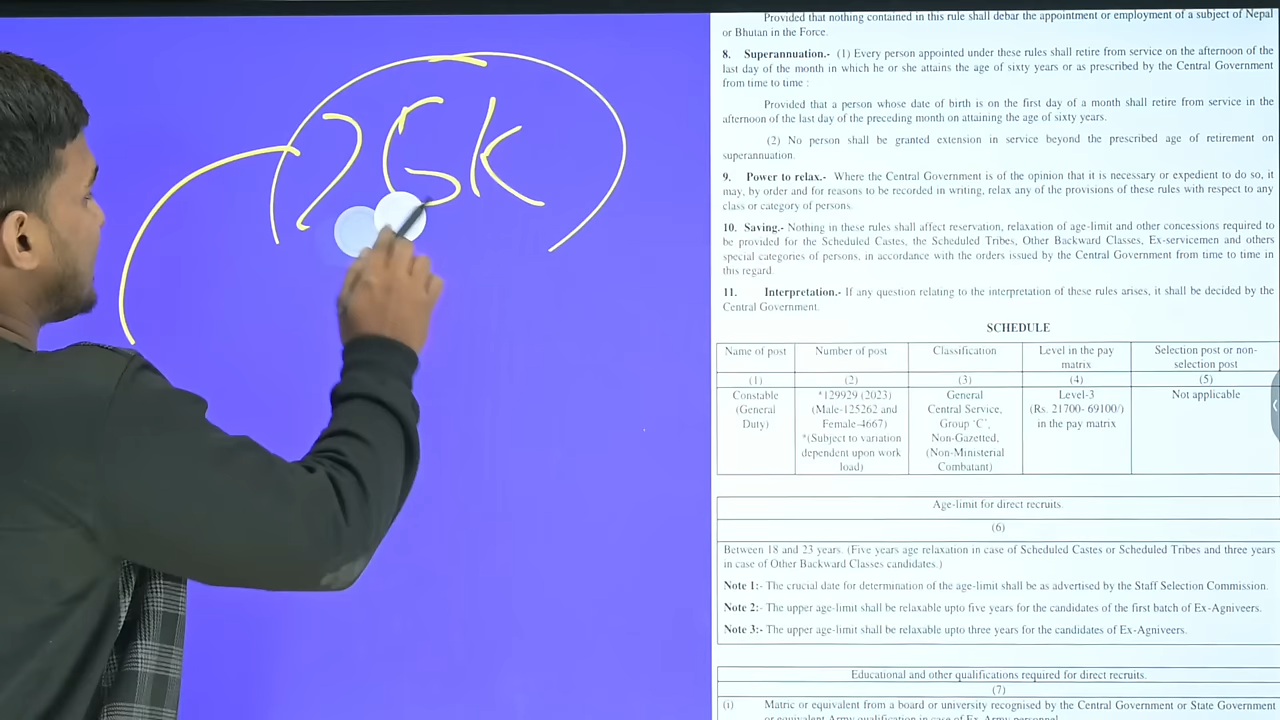 25K
Provided that nothing contained in this rule shall debar the appointment or employment of a subject of Nepal
or Bhutan in the Force.
8. Superannuation.- (1) Every person appointed under these rules shall retire from service on the afternoon of the
last day of the month in which he or she attains the age of sixty years or as prescribed by the Central Government
from time to time :
Provided that a person whose date of birth is on the first day of a month shall retire from service in the
afternoon of the last day of the preceding month on attaining the age of sixty years.
(2) No person shall be granted extension in service beyond the prescribed age of retirement on
superannuation.
9. Power to relax.- Where the Central Government is of the opinion that it is necessary or expedient to do so, it
may, by order and for reasons to be recorded in writing, relax any of the provisions of these rules with respect to any
class or category of persons.
10. Saving.- Nothing in these rules shall affect reservation, relaxation of age-limit and other concessions required to
be provided for the Scheduled Castes, the Scheduled Tribes, Other Backward Classes, Ex-servicemen and others
special categories of persons, in accordance with the orders issued by the Central Government from time to time in
this regard.
11. Interpretation.- If any question relating to the interpretation of these rules arises, it shall be decided by the
Central Government.
SCHEDULE
Name of post Number of post Classification Level in the pay matrix Selection post or non-selection post
(1) (2) (3) (4) (5)
Constable *129929 (2023) General Level-3 Not applicable
(General (Male-125262 and Central Service, (Rs. 21700- 69100/)
Duty) Female-4667) Group ‘C’, in the pay matrix
*(Subject to variation Non-Gazetted,
dependent upon work (Non-Ministerial
load) Combatant)
Age-limit for direct recruits.
(6)
Between 18 and 23 years. (Five years age relaxation in case of Scheduled Castes or Scheduled Tribes and three years
in case of Other Backward Classes candidates.)
Note 1:- The crucial date for determination of the age-limit shall be as advertised by the Staff Selection Commission.
Note 2:- The upper age-limit shall be relaxable upto five years for the candidates of the first batch of Ex-Agniveers.
Note 3:- The upper age-limit shall be relaxable upto three years for the candidates of Ex-Agniveers.
Educational and other qualifications required for direct recruits.
(7)
(i) Matric or equivalent from a board or university recognised by the Central Government or State Government
or equivalent Army qualification in case of Ex-Army personnel